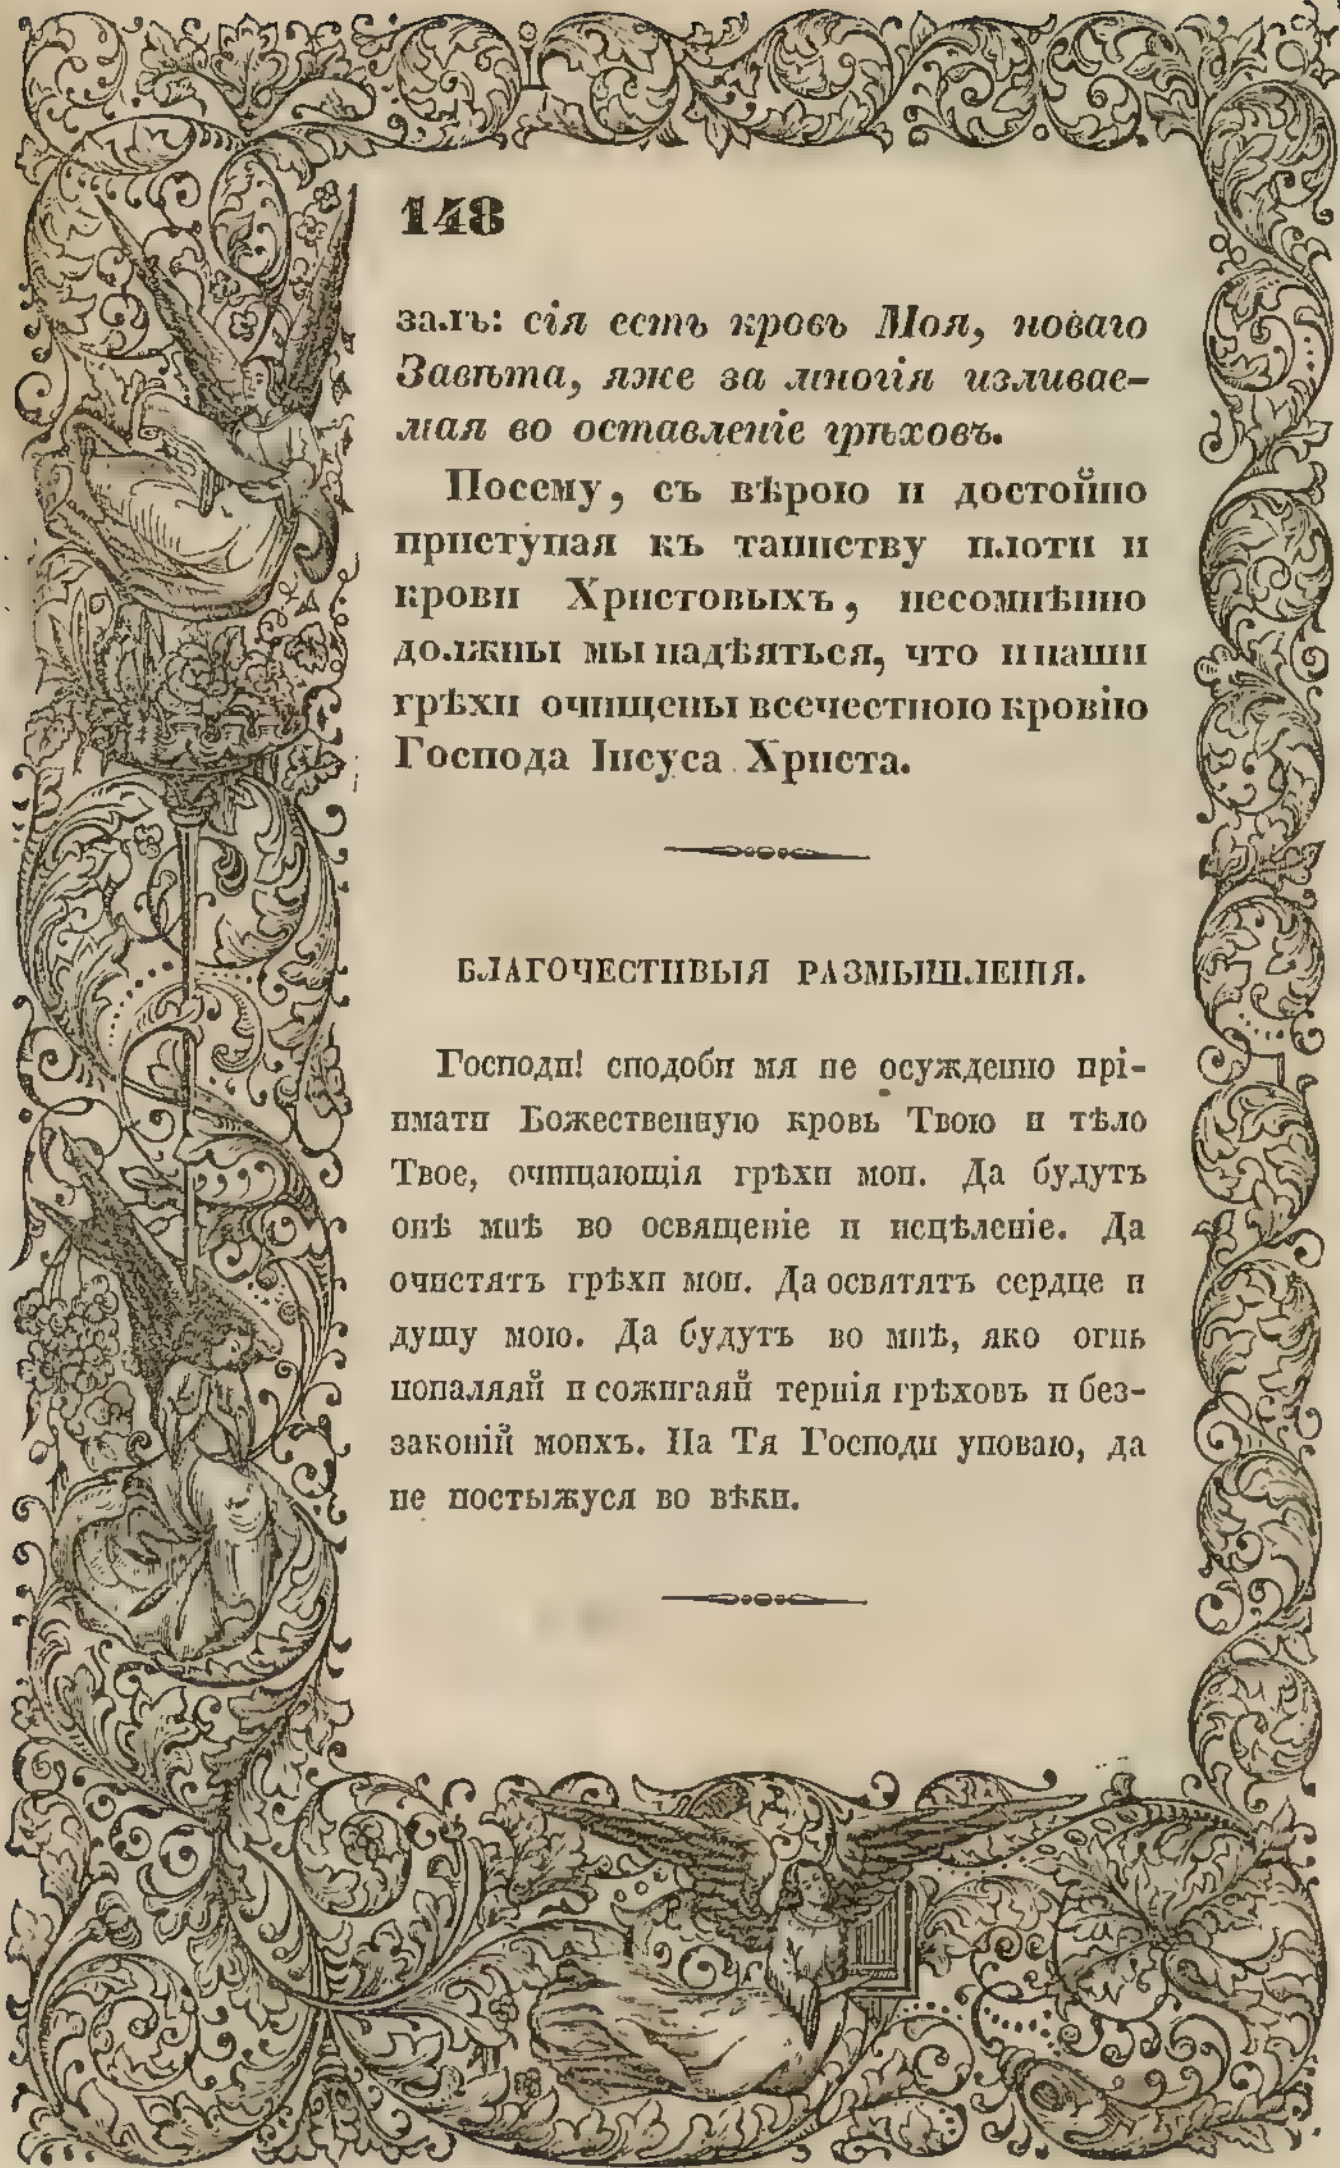 148
залъ: сія есть кровь Моя, новаго
Завѣта, яже за многія изливае-
мая во оставленіе грѣховъ.
Посему, съ вѣрою и достойно
приступая къ таинству плоти и
крови Христовыхъ, несомнѣнно
должны мы надѣяться, что и наши
грѣхи очищены всечестною кровію
Господа Іисуса Христа.
БЛАГОЧЕСТИВЫЯ РАЗМЫШЛЕНІЯ.
Господи! сподоби мя не осужденно прі-
имати Божественную кровь Твою и тѣло
Твое, очищающія грѣхи мои. Да будутъ
онѣ мнѣ во освященіе и исцѣленіе. Да
очистятъ грѣхи мои. Да освятятъ сердце и
душу мою. Да будутъ во мнѣ, яко огнь
попаляяй и сожигаяй тернія грѣховъ и без-
законій моихъ. На Тя Господи уповаю, да
не постыжуся во вѣки.